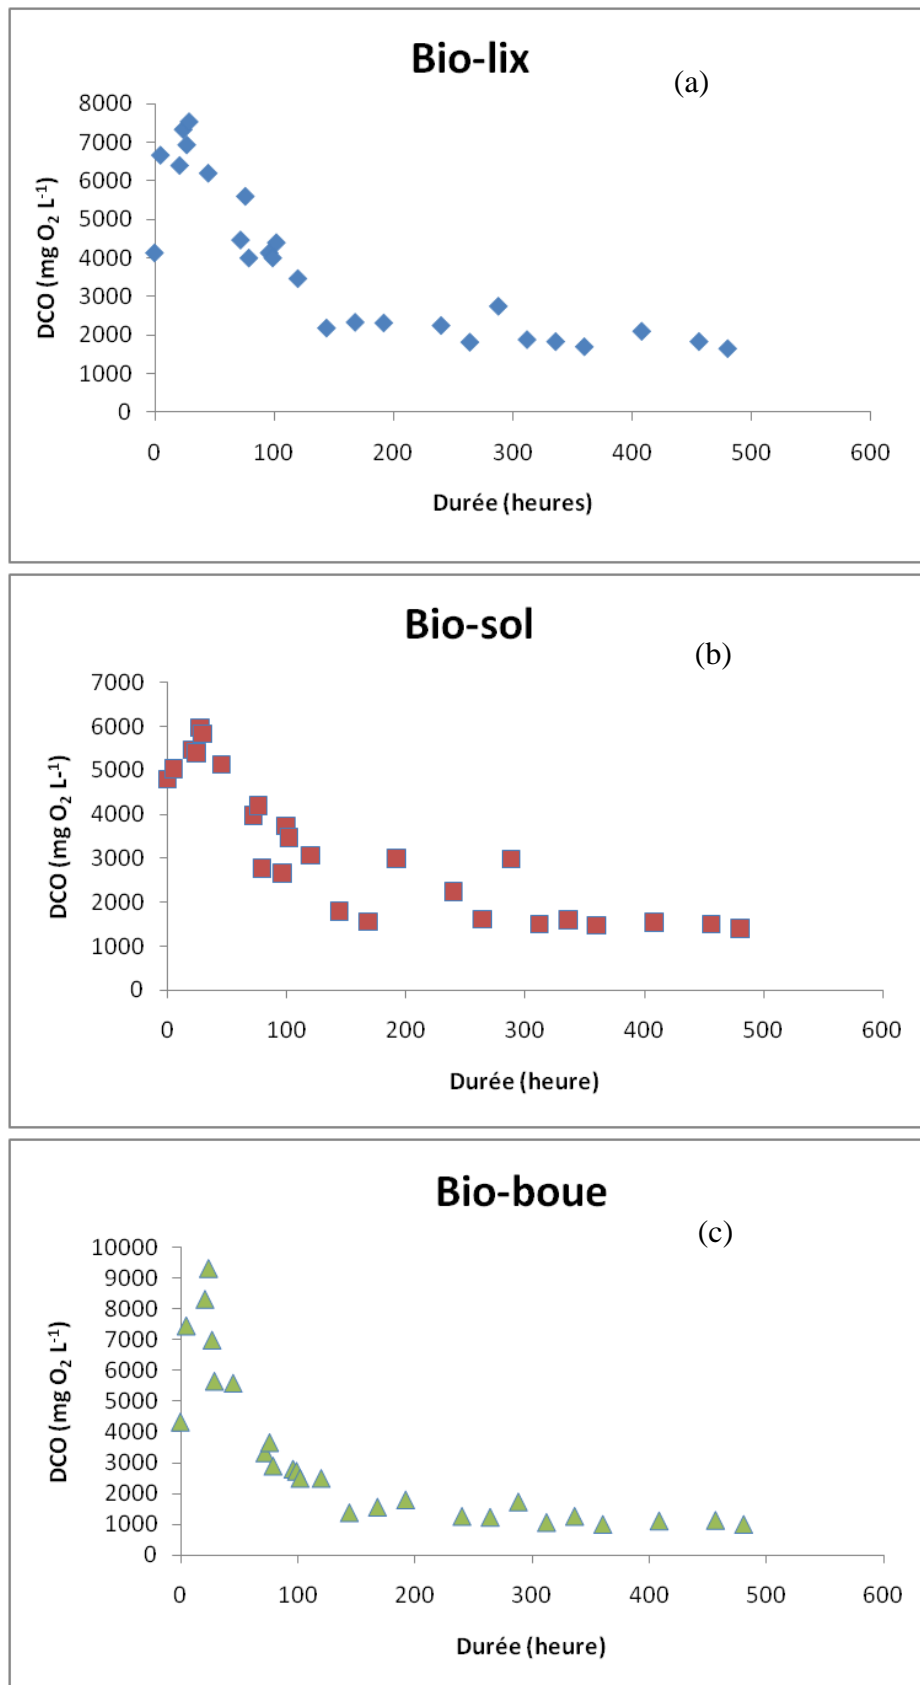 Bio-lix
(a)
DCO (mg O₂ L⁻¹)
8000
7000
6000
5000
4000
3000
2000
1000
0
0 100 200 300 400 500 600
Durée (heures)
Bio-sol
(b)
DCO (mg O₂ L-¹)
7000
6000
5000
4000
3000
2000
1000
0
0 100 200 300 400 500 600
Durée (heure)
Bio-boue
(c)
DCO (mg O₂ L⁻¹)
10000
9000
8000
7000
6000
5000
4000
3000
2000
1000
0
0 100 200 300 400 500 600
Durée (heure)